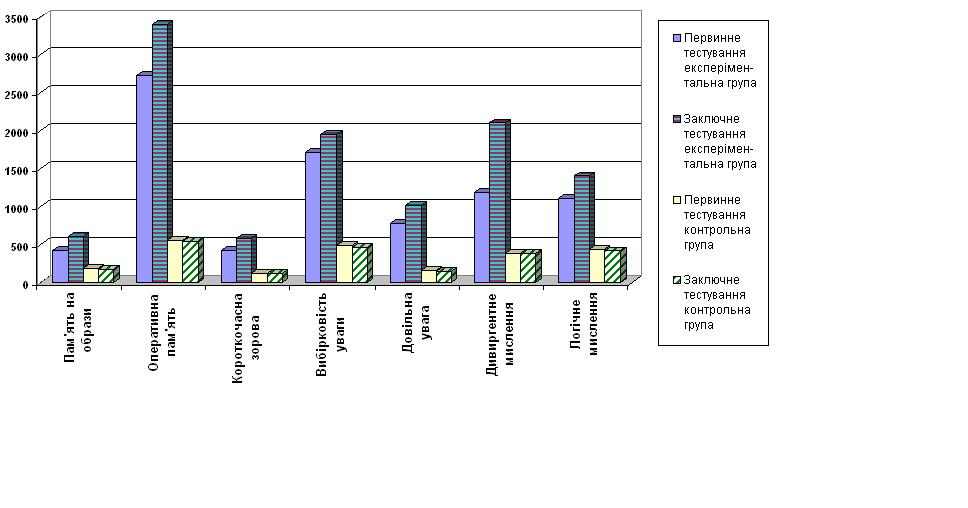 3500
3000
2500
2000
1500
1000
500
0
Пам'ять на
образи
Оперативна
пам'ять
Короткочасна
зорова
Вибірковість
уваги
Довільна
увага
Дивиргентне
мислення
Логічне
мислення
Первинне
тестування
експерімен-
тальна група
Заключне
тестування
експерімен-
тальна група
Первинне
тестування
контрольна
група
Заключне
тестування
контрольна
група